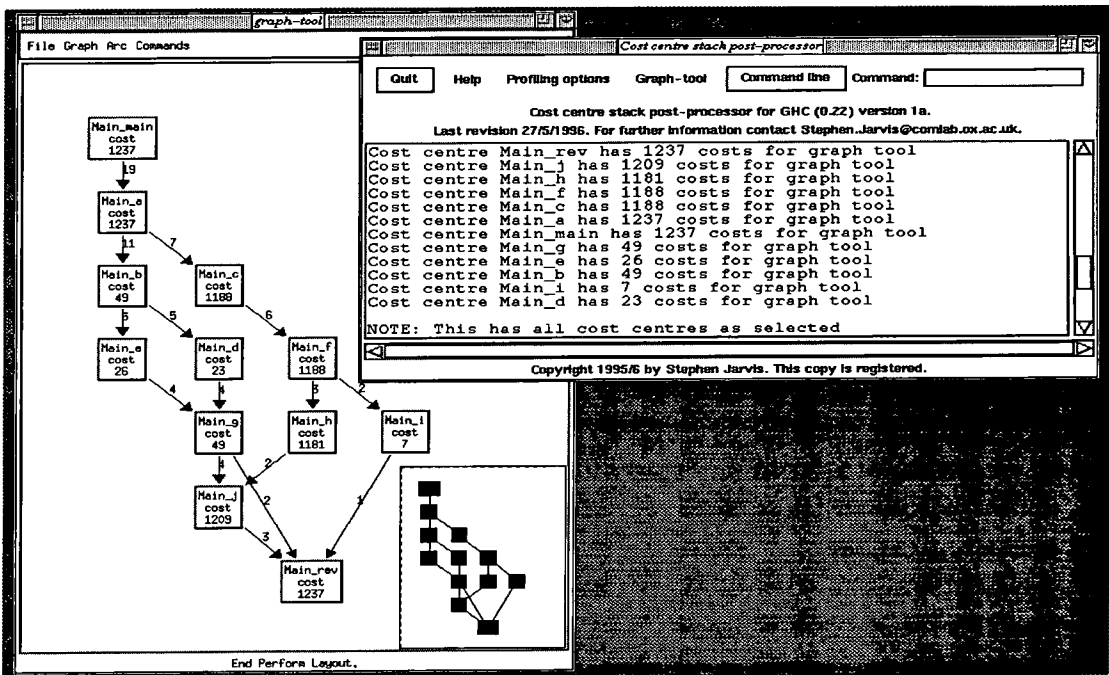 graph-tool
File Graph Arc Commands
Main_main
cost
1237
19
Main_a
cost
1237
11
7
Main_b
cost
49
Main_c
cost
1188
5
6
Main_e
cost
26
Main_d
cost
23
Main_f
cost
1188
4
4
3
2
Main_g
cost
49
Main_h
cost
1181
Main_i
cost
7
4
2
2
1
Main_j
cost
1209
3
Main_rev
cost
1237
End Perform Layout.
Cost centre stack post-processor
Quit Help Profiling options Graph-tool Command line Command:
Cost centre stack post-processor for GHC (0.22) version 1a.
Last revision 27/5/1996. For further information contact Stephen.Jarvis@comlab.ox.ac.uk.
Cost centre Main_rev has 1237 costs for graph tool
Cost centre Main_j has 1209 costs for graph tool
Cost centre Main_h has 1181 costs for graph tool
Cost centre Main_f has 1188 costs for graph tool
Cost centre Main_c has 1188 costs for graph tool
Cost centre Main_a has 1237 costs for graph tool
Cost centre Main_main has 1237 costs for graph tool
Cost centre Main_g has 49 costs for graph tool
Cost centre Main_e has 26 costs for graph tool
Cost centre Main_b has 49 costs for graph tool
Cost centre Main_i has 7 costs for graph tool
Cost centre Main_d has 23 costs for graph tool
NOTE: This has all cost centres as selected
Copyright 1995/6 by Stephen Jarvis. This copy is registered.